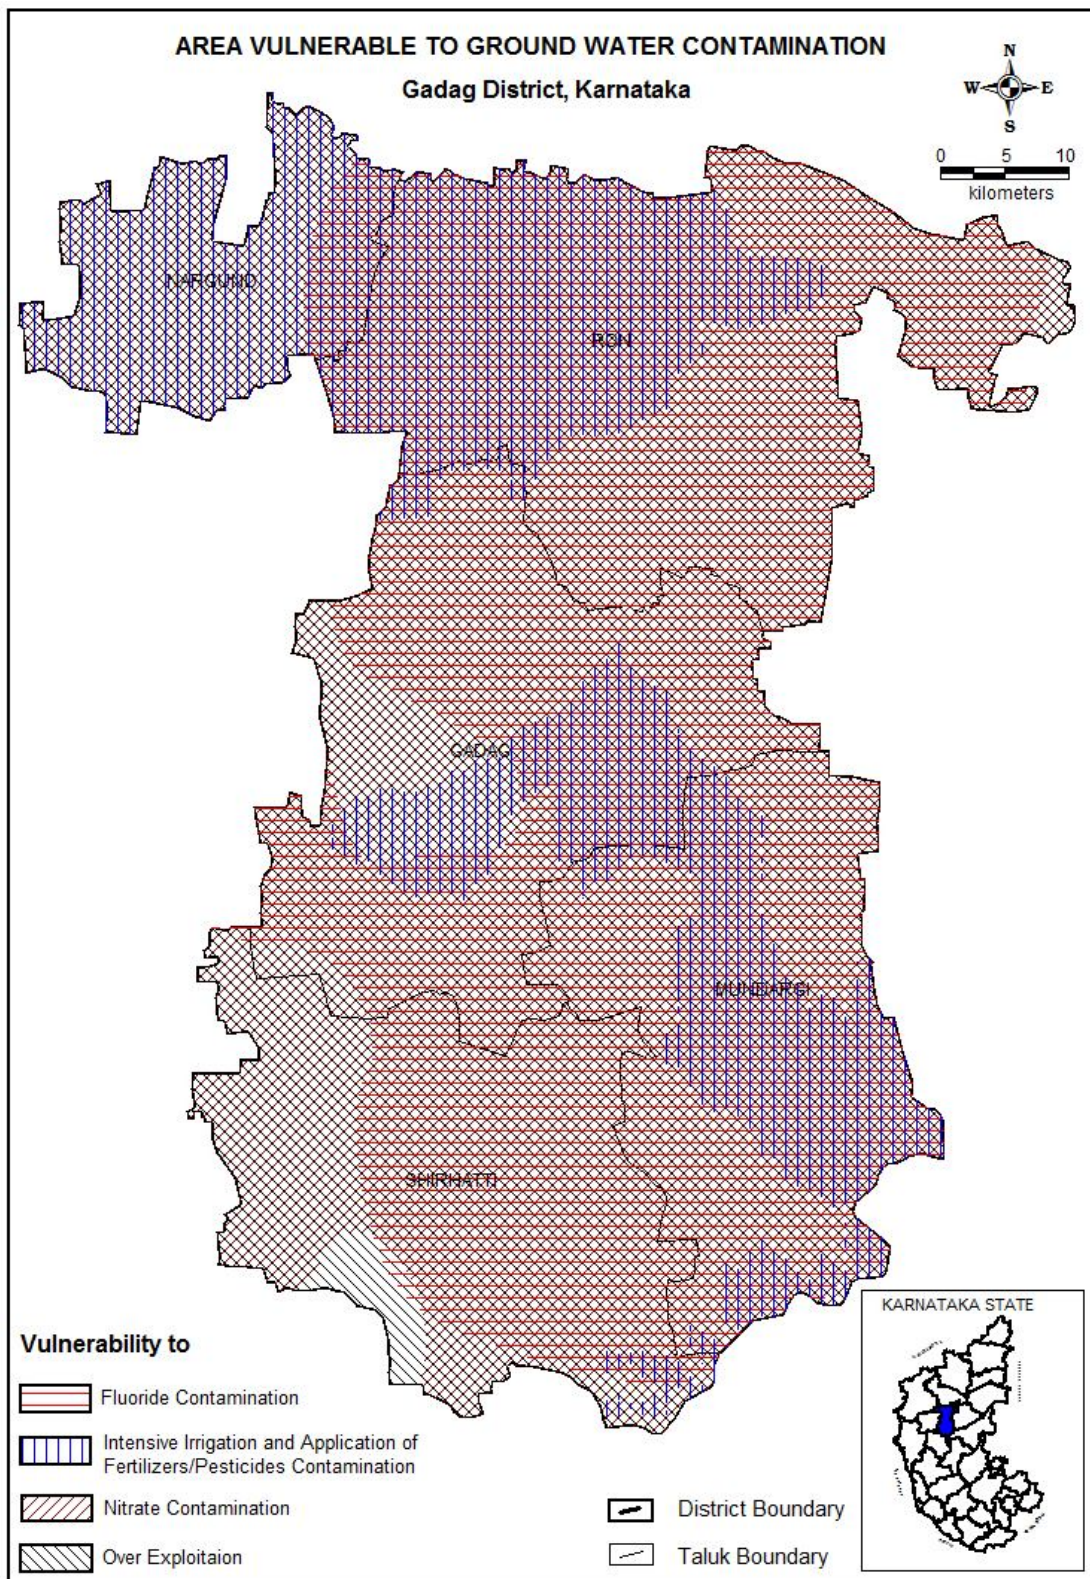 AREA VULNERABLE TO GROUND WATER CONTAMINATION
Gadag District, Karnataka
N
W E
S
0 5 10
kilometers
NARGUND
RON
GADAG
MUNDARGI
SHIRHATTI
KARNATAKA STATE
Vulnerability to
Fluoride Contamination
Intensive Irrigation and Application of
Fertilizers/Pesticides Contamination
Nitrate Contamination
Over Exploitaion
District Boundary
Taluk Boundary